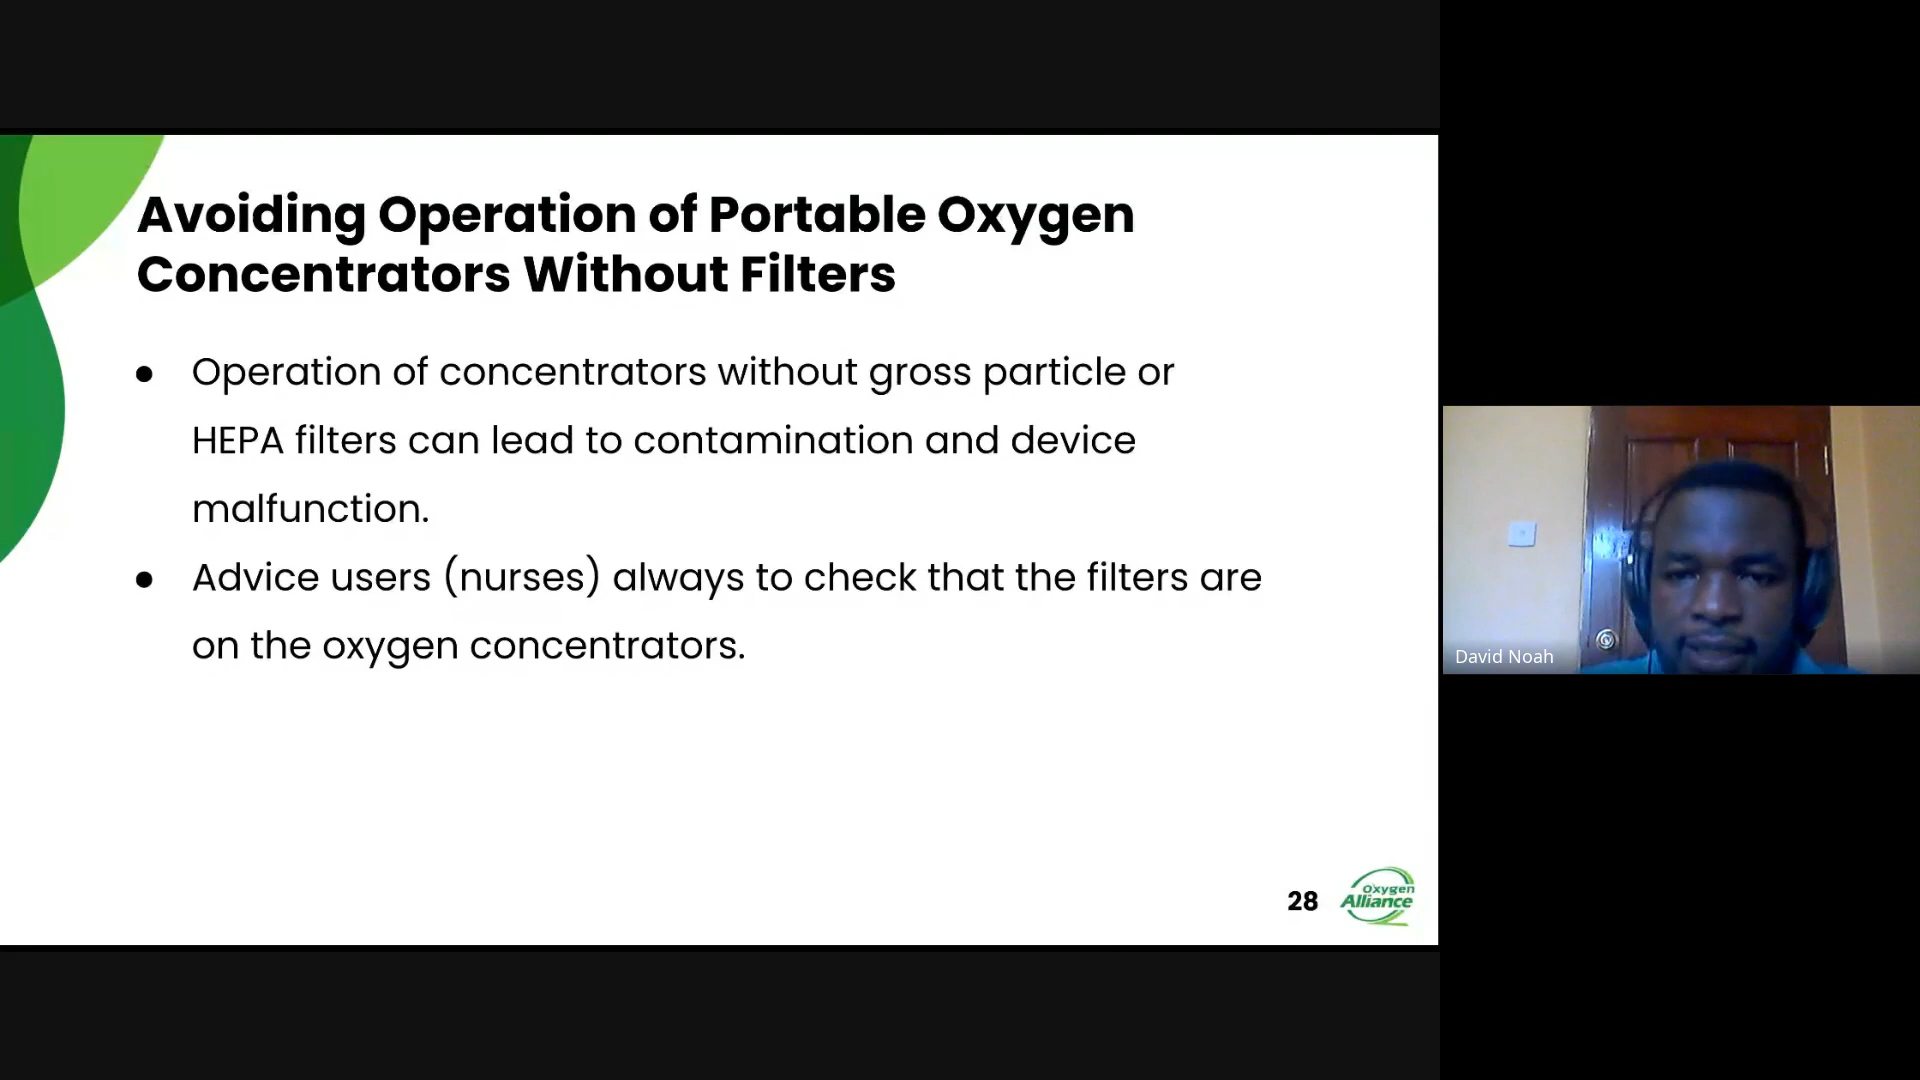 Avoiding Operation of Portable Oxygen
Concentrators Without Filters
● Operation of concentrators without gross particle or
HEPA filters can lead to contamination and device
malfunction.
● Advice users (nurses) always to check that the filters are
on the oxygen concentrators.
28
Oxygen
Alliance
David Noah